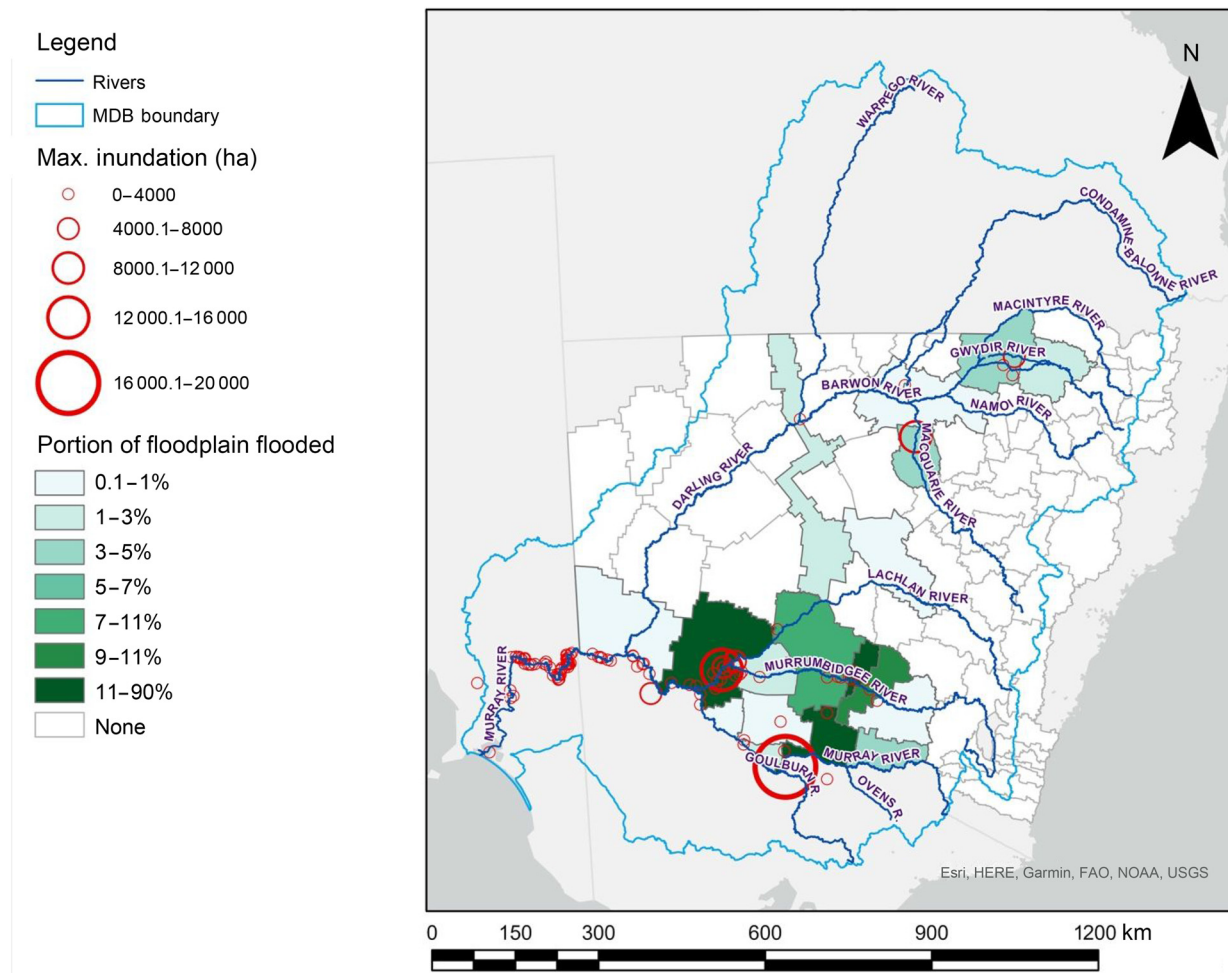 Legend
Rivers
MDB boundary
Max. inundation (ha)
0–4000
4000.1–8000
8000.1–12 000
12 000.1–16 000
16 000.1–20 000
Portion of floodplain flooded
0.1–1%
1–3%
3–5%
5–7%
7–11%
9–11%
11–90%
None
N
WARREGO RIVER
CONDAMINE-BALONNE RIVER
MACINTYRE RIVER
GWYDIR RIVER
BARWON RIVER
NAMOI RIVER
MACQUARIE RIVER
DARLING RIVER
LACHLAN RIVER
MURRUMBIDGEE RIVER
MURRAY RIVER
MURRAY RIVER
GOULBURN R.
OVENS R.
Esri, HERE, Garmin, FAO, NOAA, USGS
0 150 300 600 900 1200 km